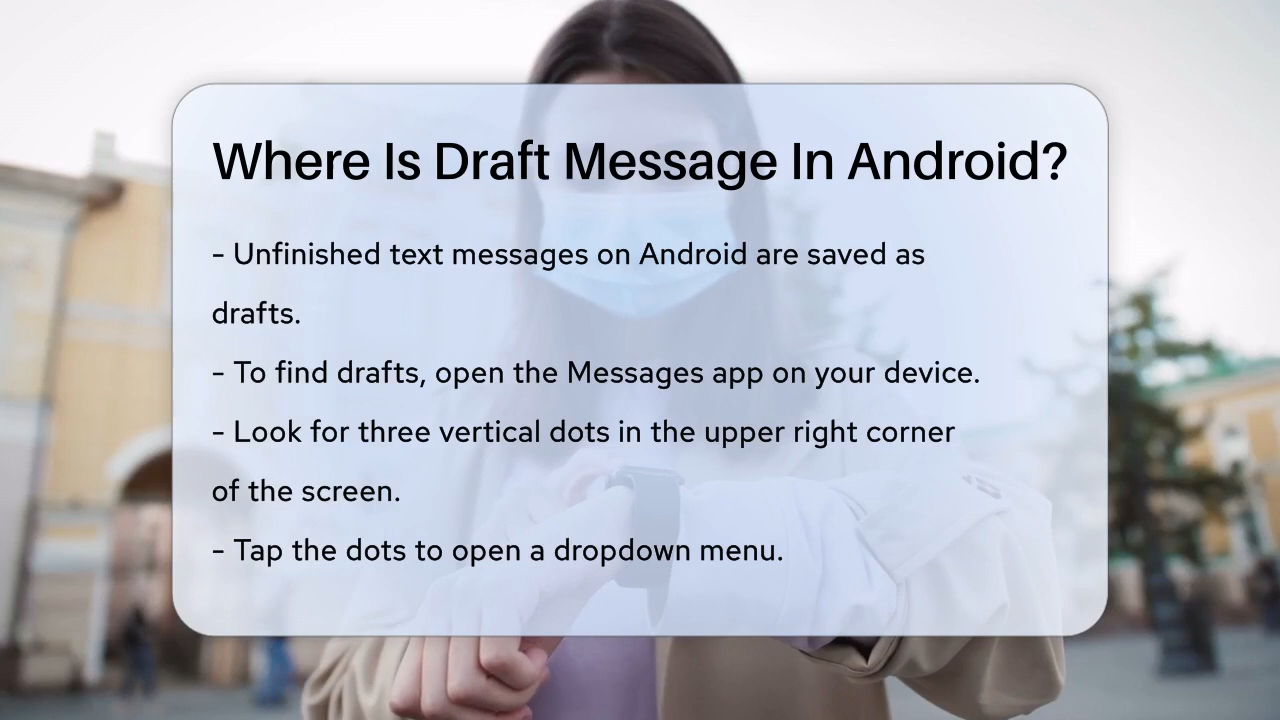 Where Is Draft Message In Android?
- Unfinished text messages on Android are saved as
drafts.
- To find drafts, open the Messages app on your device.
- Look for three vertical dots in the upper right corner
of the screen.
- Tap the dots to open a dropdown menu.